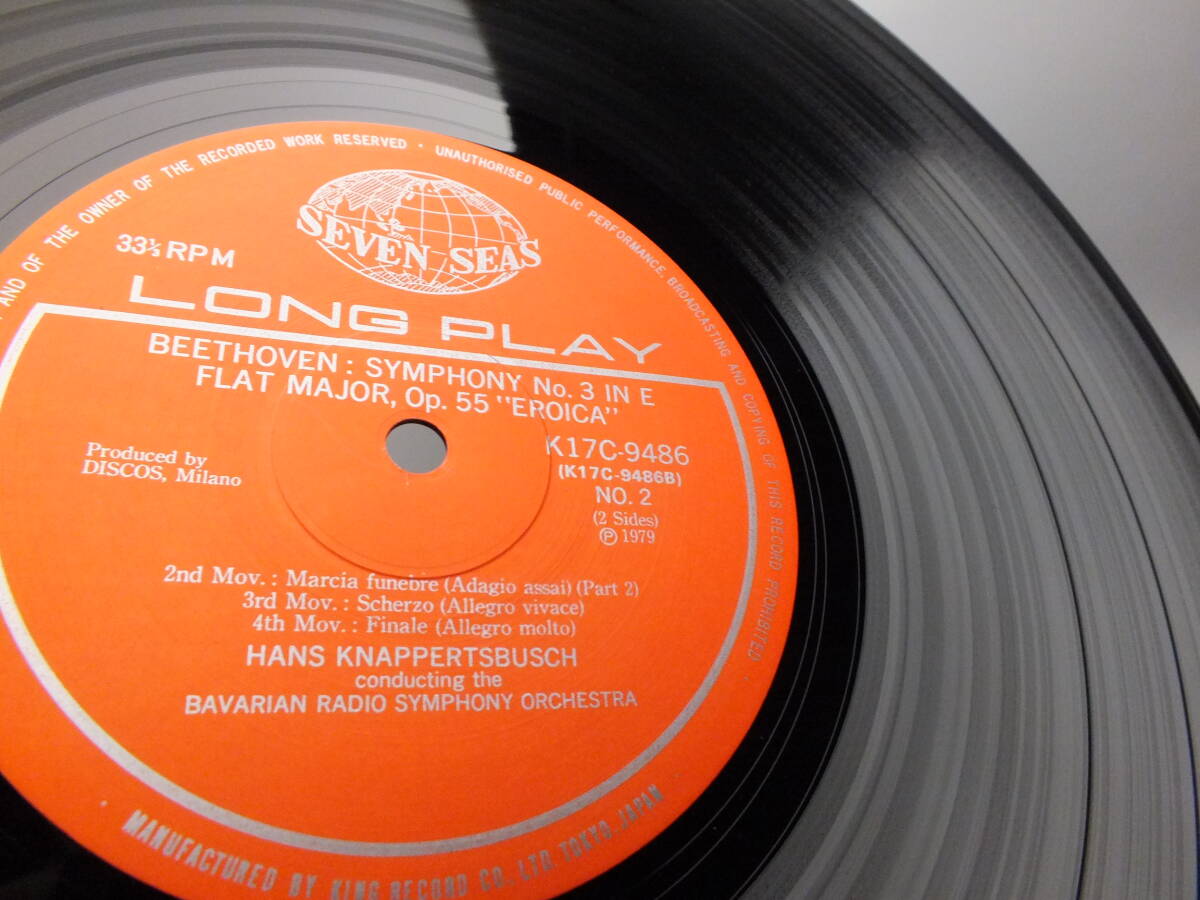 AND OF THE OWNER OF THE RECORDED WORK RESERVED · UNAUTHORISED PUBLIC PERFORMANCE, BROADCASTING AND COPYING OF THIS RECORD PROHIBITED ·
SEVEN SEAS
33⅓ RPM
LONG PLAY
BEETHOVEN : SYMPHONY No. 3 IN E
FLAT MAJOR, Op. 55 "EROICA"
K17C-9486
(K17C-9486B)
Produced by
DISCOS, Milano
NO. 2
(2 Sides)
Ⓟ 1979
2nd Mov. : Marcia funebre (Adagio assai) (Part 2)
3rd Mov. : Scherzo (Allegro vivace)
4th Mov. : Finale (Allegro molto)
HANS KNAPPERTSBUSCH
conducting the
BAVARIAN RADIO SYMPHONY ORCHESTRA
· MANUFACTURED BY KING RECORD CO., LTD. TOKYO, JAPAN ·